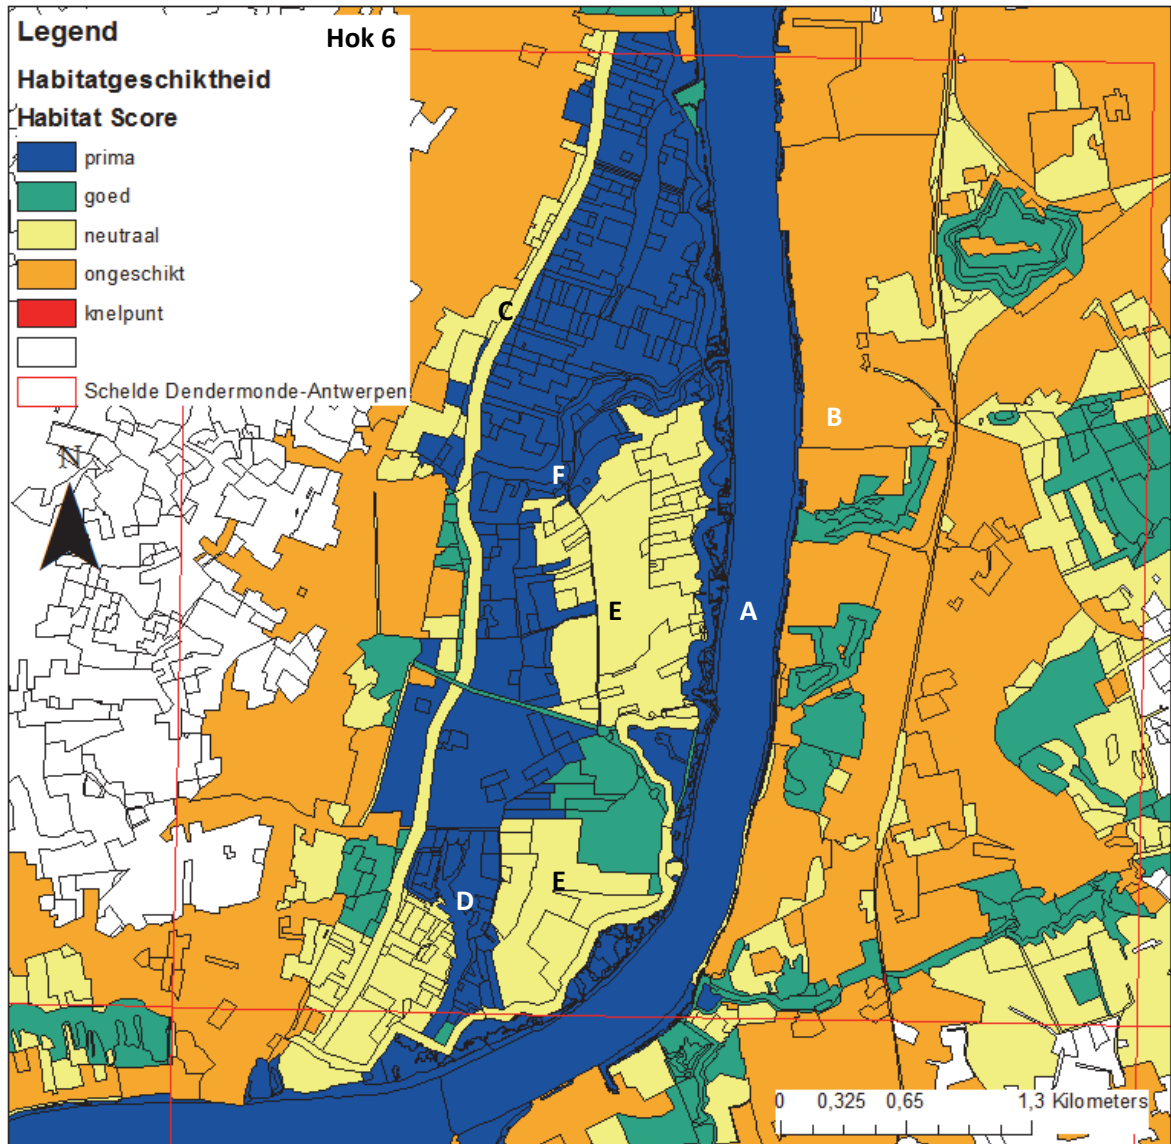 Legend
Hok 6
Habitatgeschiktheid
Habitat Score
prima
goed
neutraal
ongeschikt
knelpunt
Schelde Dendermonde-Antwerpen
C
B
N
F
E
A
E
D
0 0,325 0,65 1,3 Kilometers